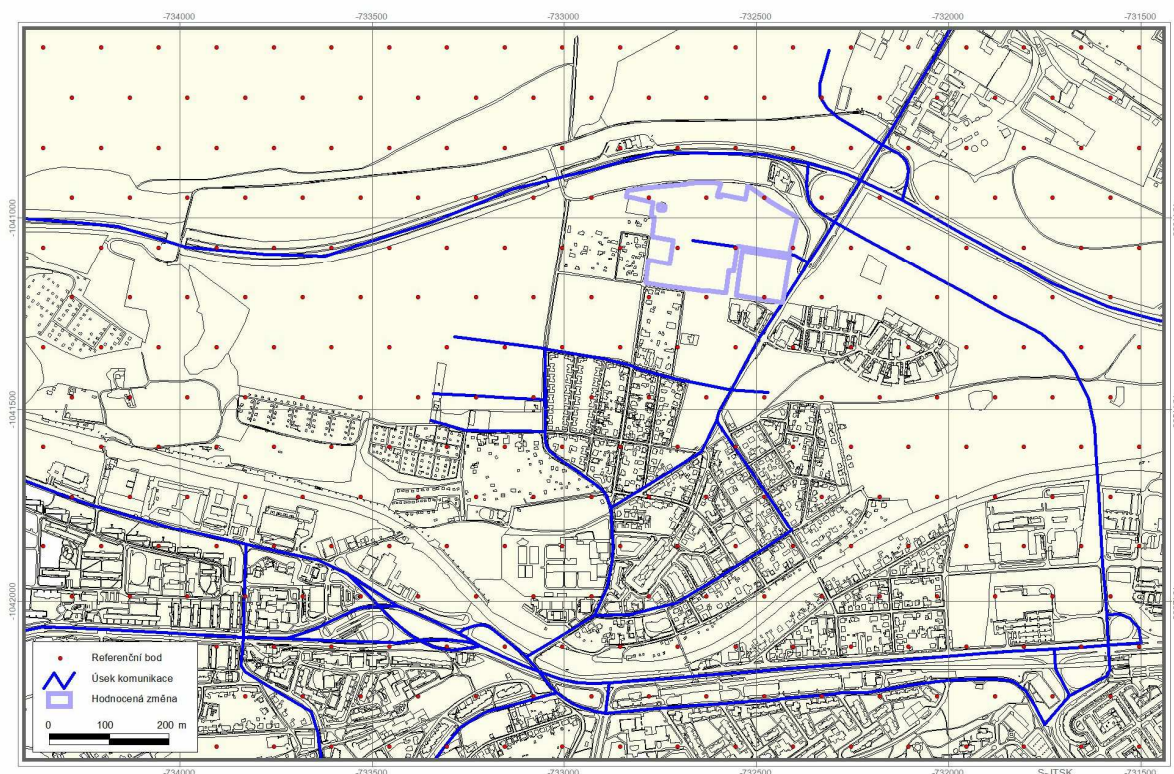 -734000 -733500 -733000 -732500 -732000 -731500
-1041000
-1041500
-1042000
Referenční bod
Úsek komunikace
Hodnocená změna
0 100 200 m
-734000 -733500 -733000 -732500 -732000 S-JTSK -731500